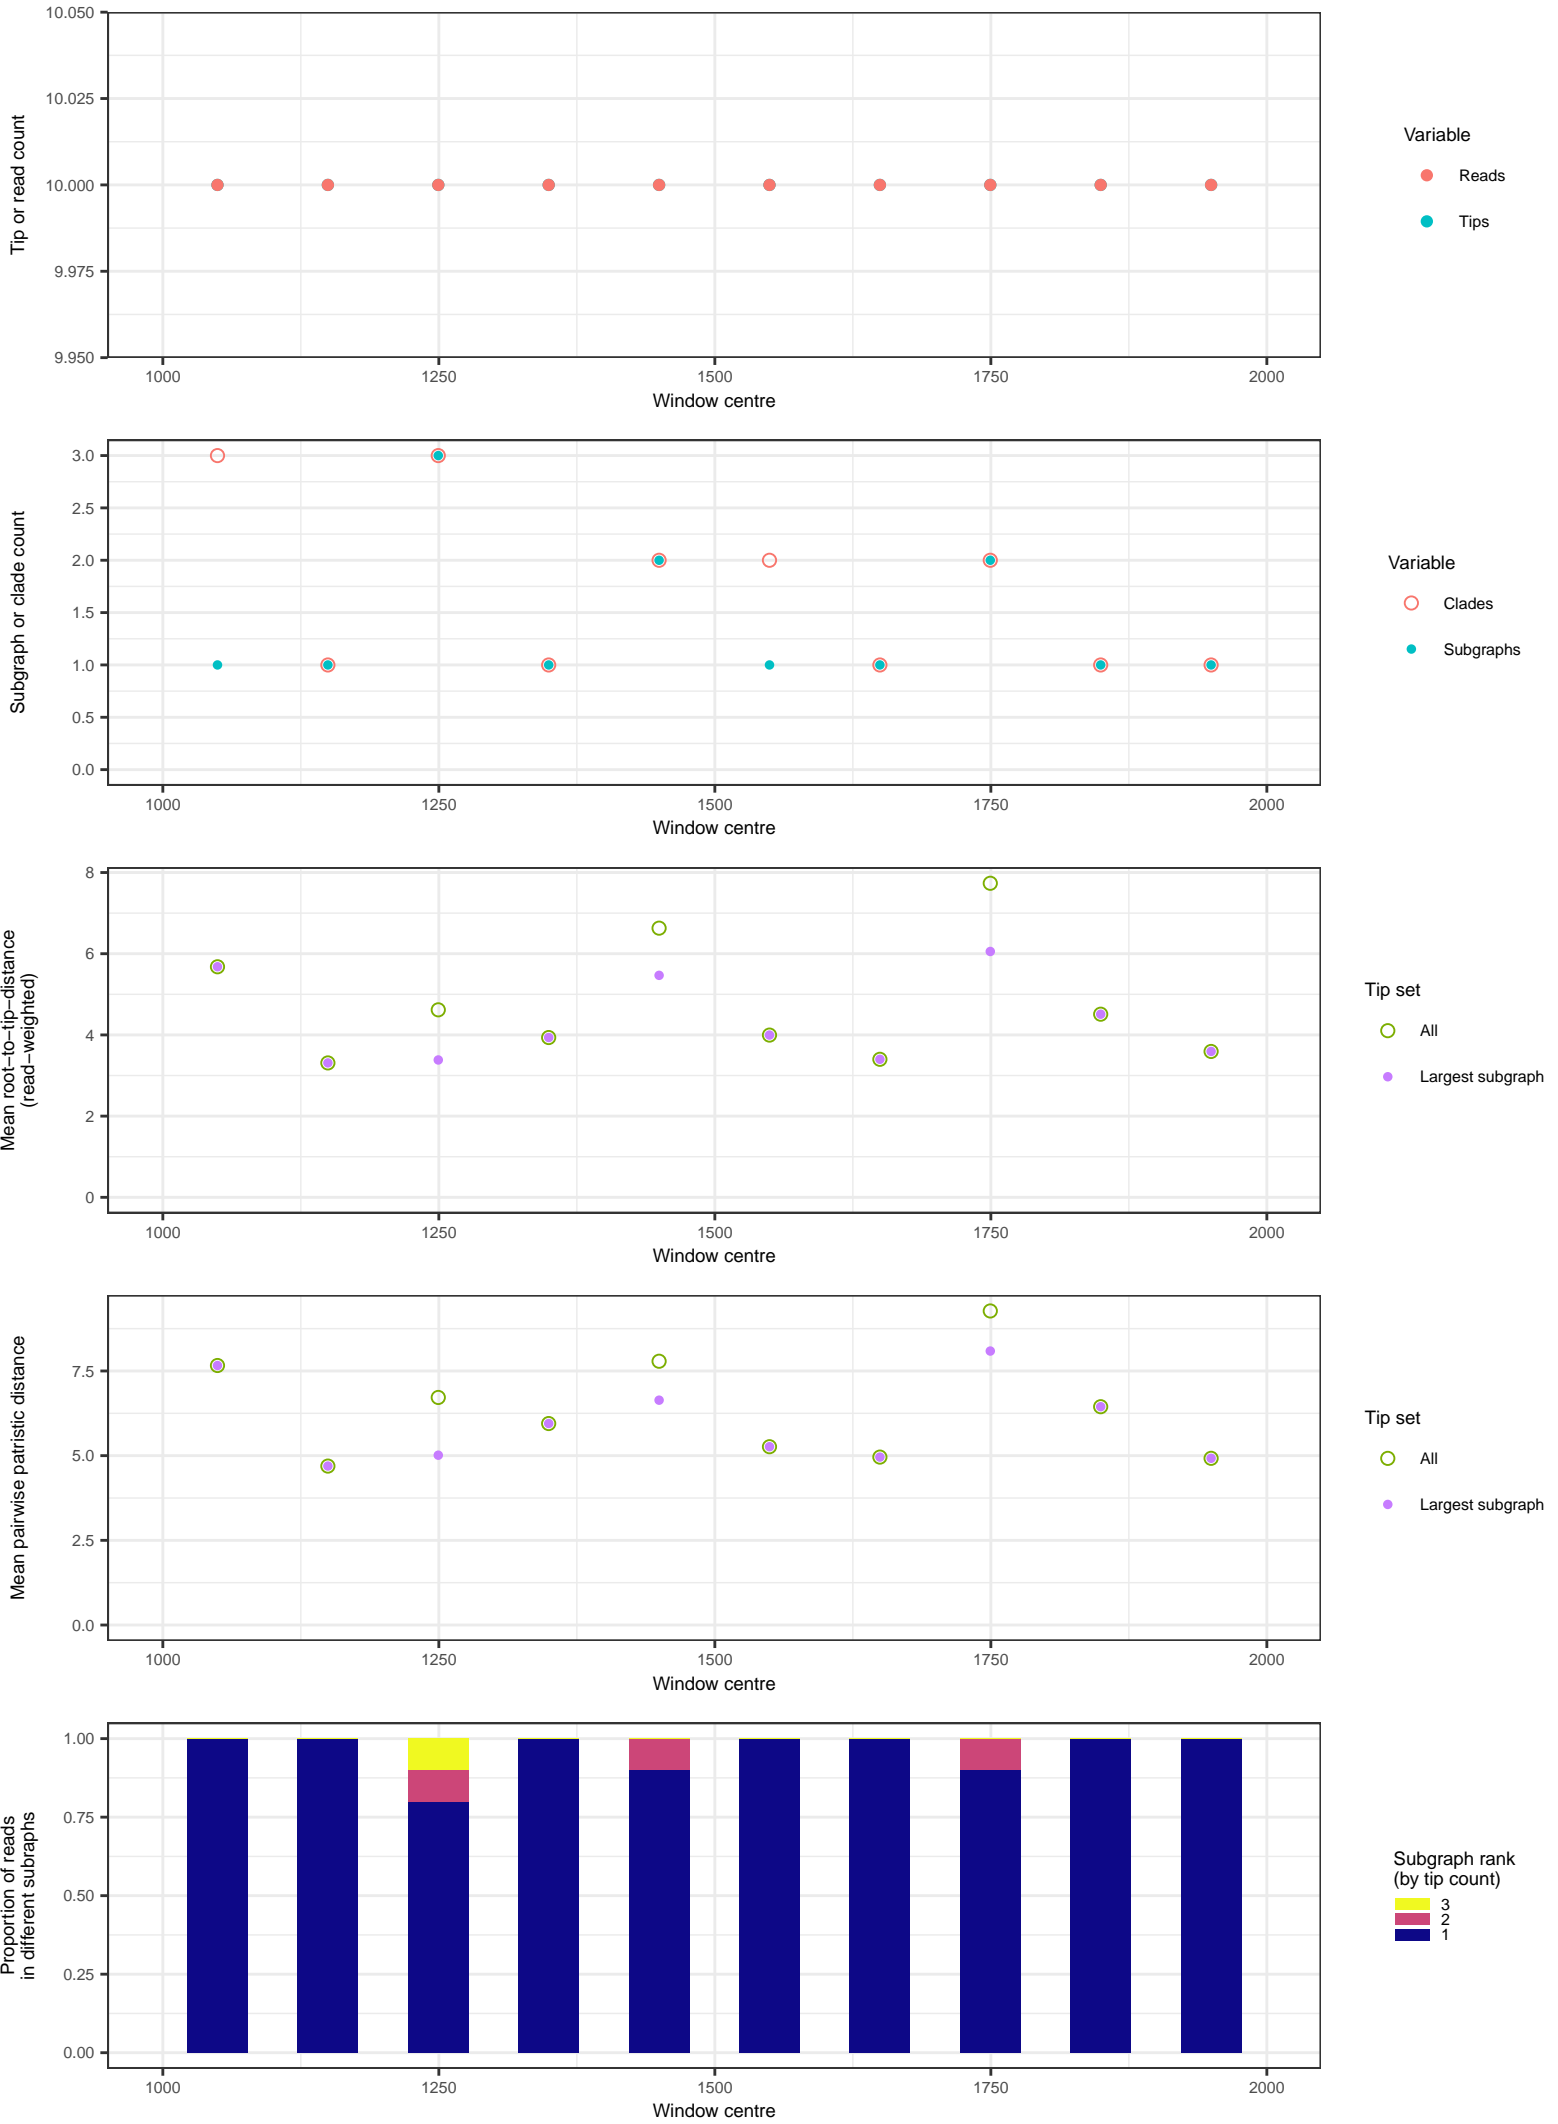 10.050
10.025
10.000
9.975
9.950
Tip or read count
1000 1250 1500 1750 2000
Window centre
Variable
Reads
Tips
3.0
2.5
2.0
1.5
1.0
0.5
0.0
Subgraph or clade count
1000 1250 1500 1750 2000
Window centre
Variable
Clades
Subgraphs
8
6
4
2
0
Mean root−to−tip−distance
(read−weighted)
1000 1250 1500 1750 2000
Window centre
Tip set
All
Largest subgraph
7.5
5.0
2.5
0.0
Mean pairwise patristic distance
1000 1250 1500 1750 2000
Window centre
Tip set
All
Largest subgraph
1.00
0.75
0.50
0.25
0.00
Proportion of reads
in different subraphs
1000 1250 1500 1750 2000
Window centre
Subgraph rank
(by tip count)
3
2
1